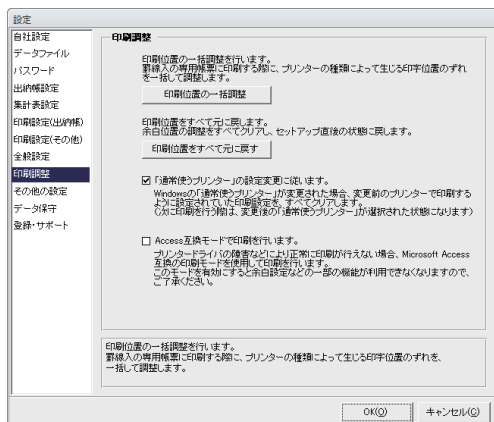 設定
自社設定
データファイル
パスワード
出納帳設定
集計表設定
印刷設定(出納帳)
印刷設定(その他)
全般設定
印刷調整
その他の設定
データ保守
登録・サポート
印刷調整
印刷位置の一括調整を行います。
罫線入の専用帳票に印刷する際に、プリンターの種類によって生じる印字位置のずれ
を一括して調整します。
印刷位置の一括調整
印刷位置をすべて元に戻します。
余白位置の調整をすべてクリアし、セットアップ直後の状態に戻します。
印刷位置をすべて元に戻す
「通常使うプリンター」の設定変更に従います。
Windowsの「通常使うプリンター」が変更された場合、変更前のプリンターで印刷する
ように設定されていた印刷設定を、すべてクリアします。
(次に印刷を行う際は、変更後の「通常使うプリンター」が選択された状態になります)
Access互換モードで印刷を行います。
プリンタードライバの障害などにより正常に印刷が行えない場合、Microsoft Access
互換の印刷モードを使用して印刷を行います。
このモードを有効にすると余白設定などの一部の機能が利用できなくなりますので、
ご了承ください。
印刷位置の一括調整を行います。
罫線入の専用帳票に印刷する際に、プリンターの種類によって生じる印字位置のずれを、
一括して調整します。
OK(O)
キャンセル(C)